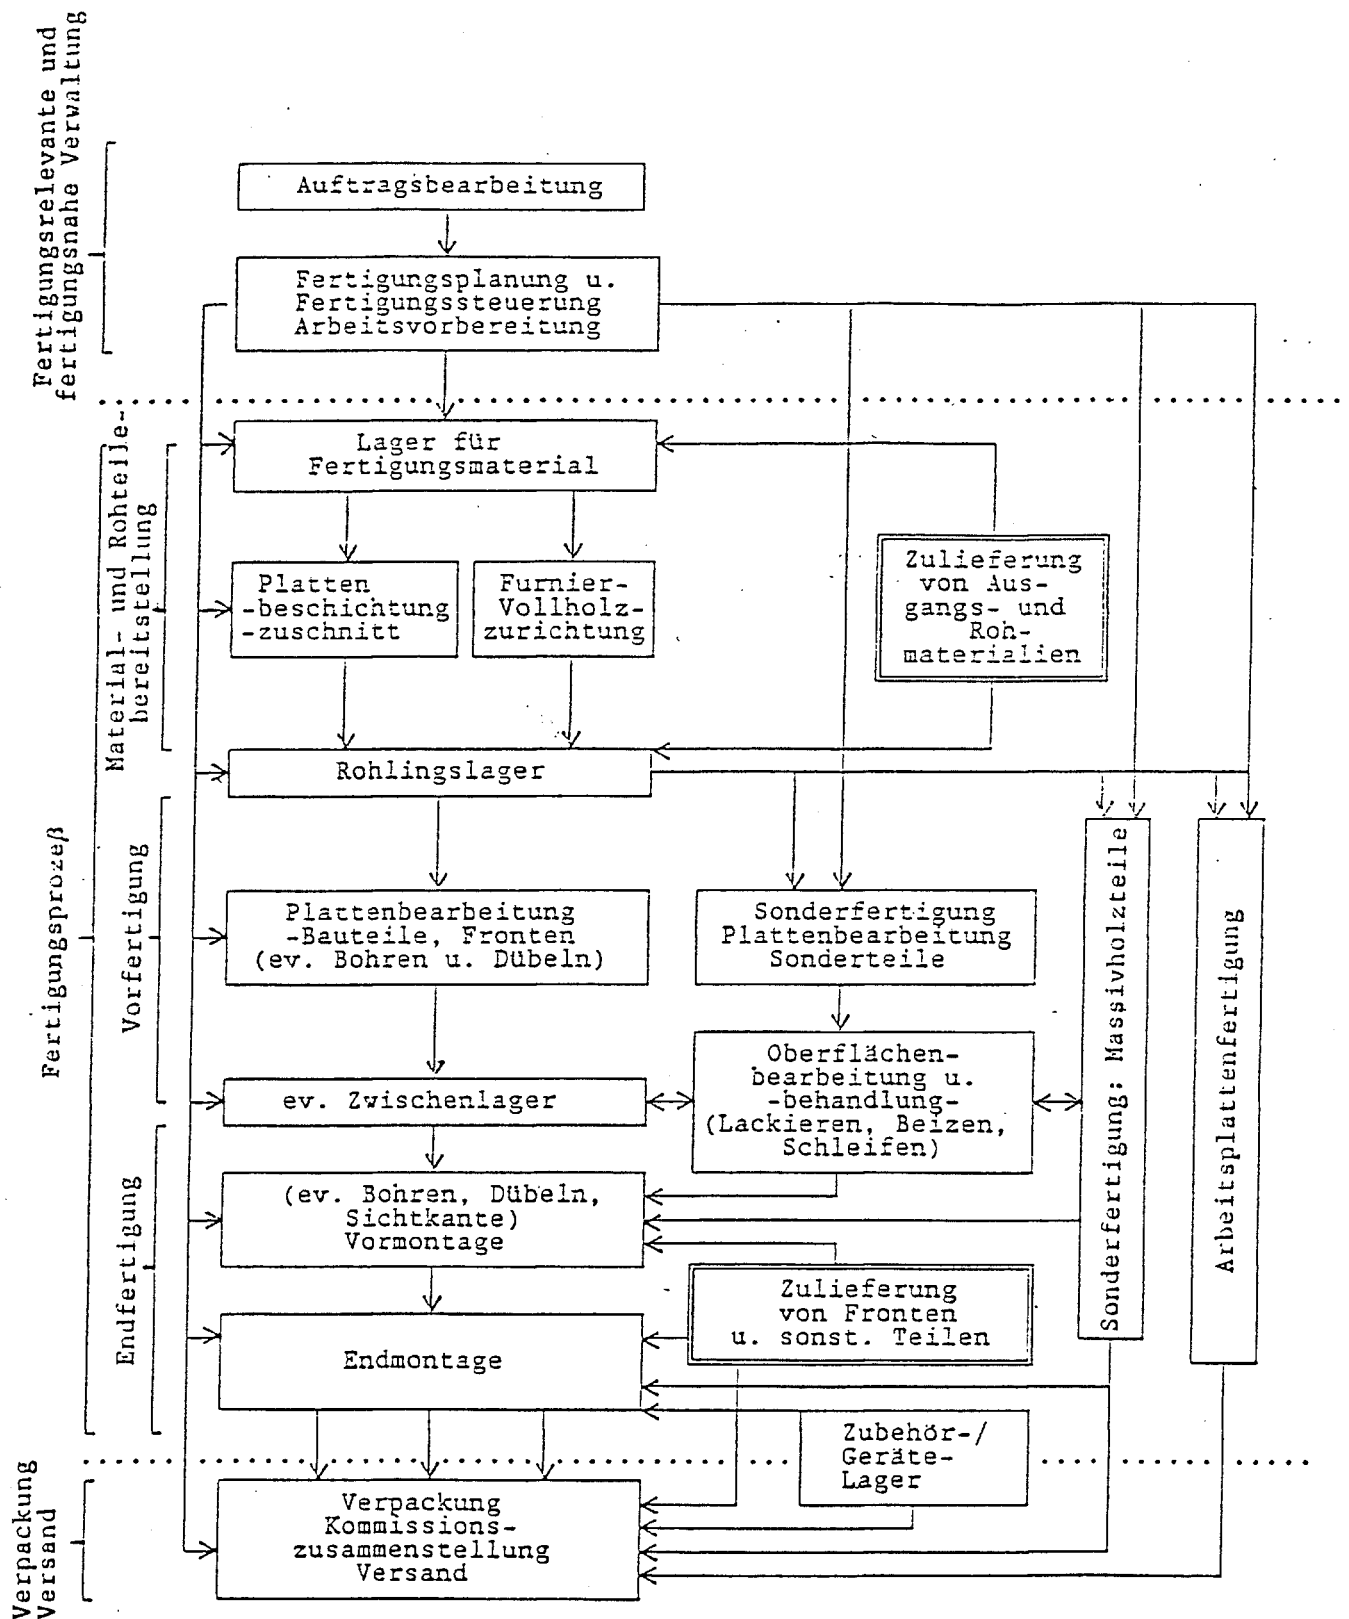 Fertigungsrelevante und
fertigungsnahe Verwaltung
Auftragsbearbeitung
Fertigungsplanung u.
Fertigungssteuerung
Arbeitsvorbereitung
Fertigungsprozeß
Material- und Rohteile-
bereitstellung
Lager für
Fertigungsmaterial
Platten
-beschichtung
-zuschnitt
Furnier-
Vollholz-
zurichtung
Zulieferung
von Aus-
gangs- und
Roh-
materialien
Rohlingslager
Vorfertigung
Plattenbearbeitung
-Bauteile, Fronten
(ev. Bohren u. Dübeln)
Sonderfertigung
Plattenbearbeitung
Sonderteile
Sonderfertigung: Massivholzteile
Arbeitsplattenfertigung
ev. Zwischenlager
Oberflächen-
bearbeitung u.
-behandlung-
(Lackieren, Beizen,
Schleifen)
Endfertigung
(ev. Bohren, Dübeln,
Sichtkante)
Vormontage
Zulieferung
von Fronten
u. sonst. Teilen
Endmontage
Zubehör-/
Geräte-
Lager
Verpackung
Versand
Verpackung
Kommissions-
zusammenstellung
Versand